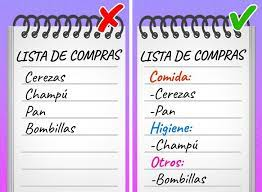 LISTA DE COMPRAS
Cerezas
Champú
Pan
Bombillas
LISTA DE COMPRAS
Comida:
-Cerezas
-Pan
Higiene:
-Champú
Otros:
-Bombillas